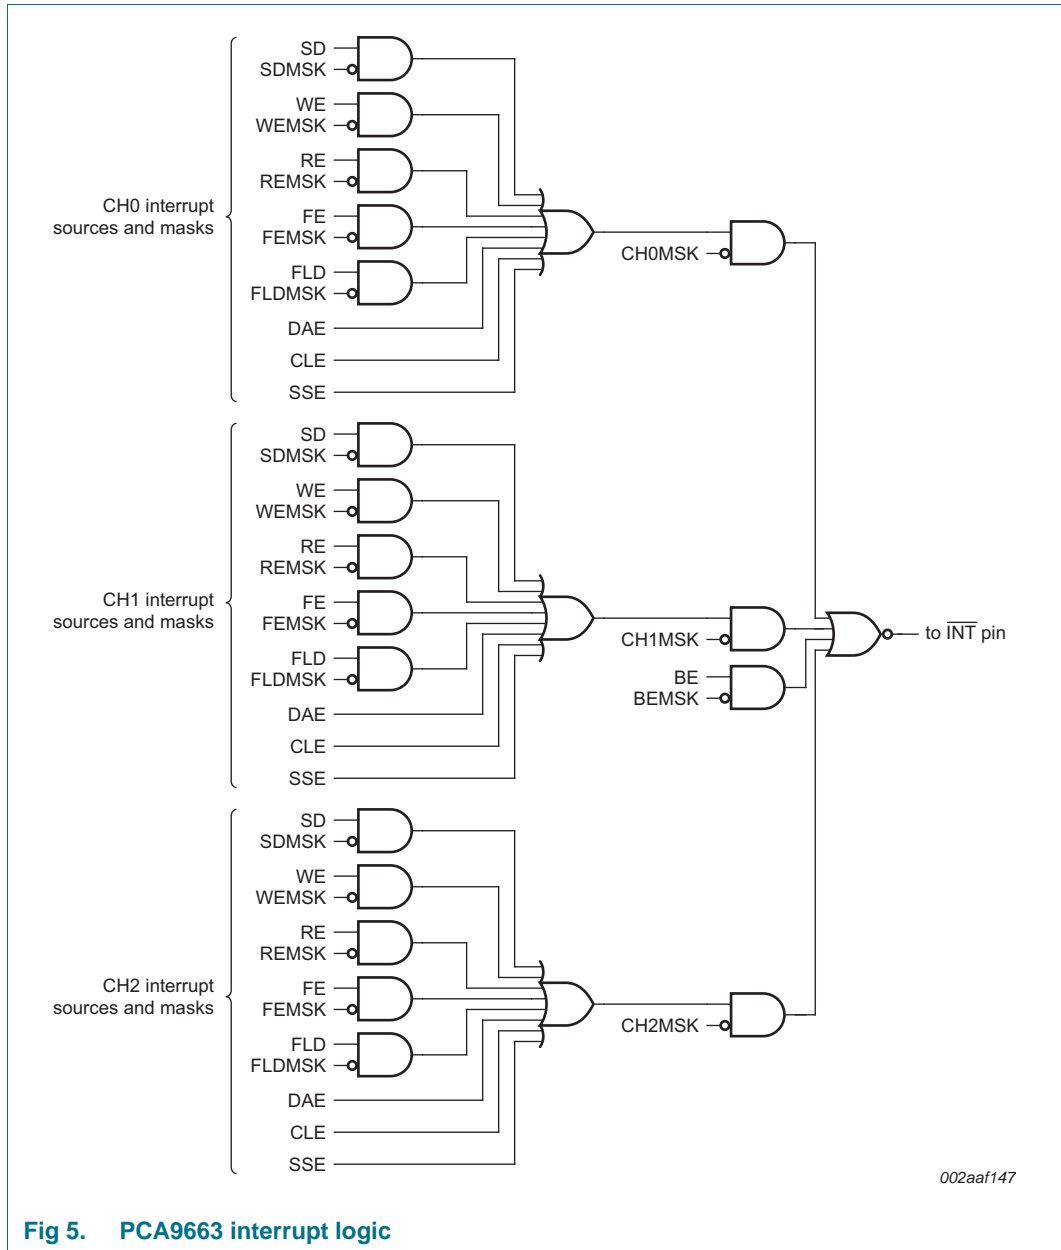 SD
SDMSK
WE
WEMSK
RE
REMSK
CH0 interrupt
sources and masks
FE
FEMSK
CH0MSK
FLD
FLDMSK
DAE
CLE
SSE
SD
SDMSK
WE
WEMSK
RE
REMSK
CH1 interrupt
sources and masks
FE
FEMSK
CH1MSK
to INT pin
FLD
FLDMSK
BE
BEMSK
DAE
CLE
SSE
SD
SDMSK
WE
WEMSK
RE
REMSK
CH2 interrupt
sources and masks
FE
FEMSK
CH2MSK
FLD
FLDMSK
DAE
CLE
SSE
002aaf147
Fig 5. PCA9663 interrupt logic